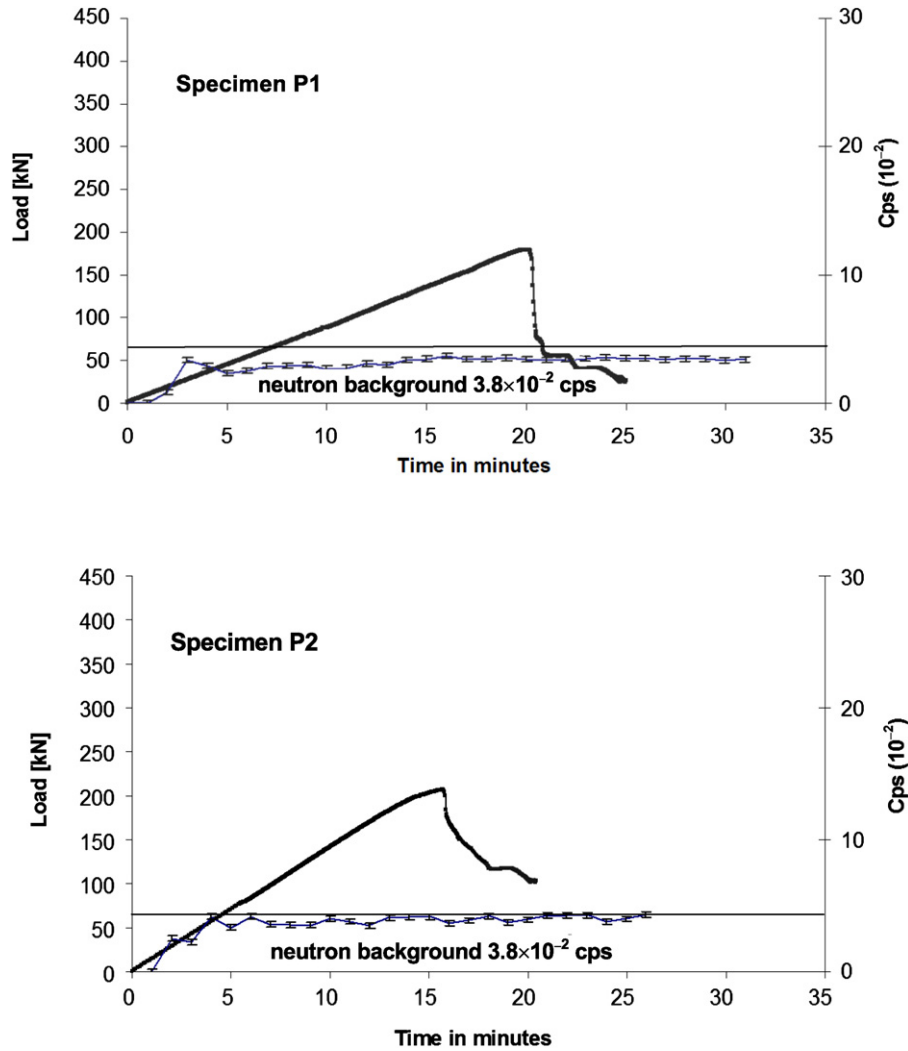 Specimen P1
Load [kN]
450
400
350
300
250
200
150
100
50
0
30
20
10
0
Cps (10⁻²)
neutron background 3.8×10⁻² cps
0 5 10 15 20 25 30 35
Time in minutes
Specimen P2
Load [kN]
450
400
350
300
250
200
150
100
50
0
30
20
10
0
Cps (10⁻²)
neutron background 3.8×10⁻² cps
0 5 10 15 20 25 30 35
Time in minutes